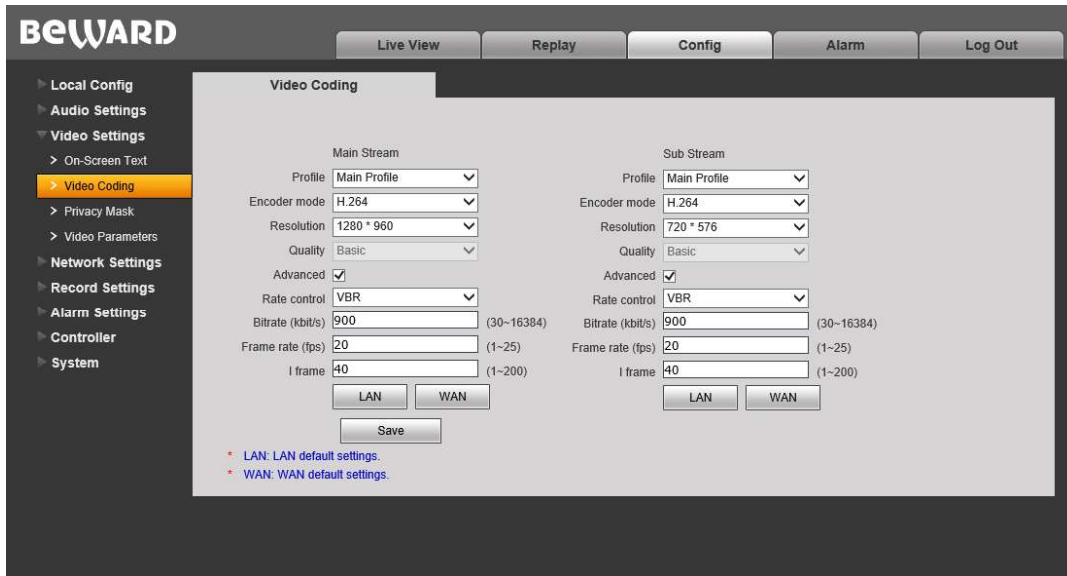 BEWARD
Live View Replay Config Alarm Log Out
Local Config
Audio Settings
Video Settings
> On-Screen Text
> Video Coding
> Privacy Mask
> Video Parameters
Network Settings
Record Settings
Alarm Settings
Controller
System
Video Coding
Main Stream
Profile Main Profile
Encoder mode H.264
Resolution 1280 * 960
Quality Basic
Advanced
Rate control VBR
Bitrate (kbit/s) 900 (30~16384)
Frame rate (fps) 20 (1~25)
I frame 40 (1~200)
LAN WAN
Sub Stream
Profile Main Profile
Encoder mode H.264
Resolution 720 * 576
Quality Basic
Advanced
Rate control VBR
Bitrate (kbit/s) 900 (30~16384)
Frame rate (fps) 20 (1~25)
I frame 40 (1~200)
LAN WAN
Save
* LAN: LAN default settings.
* WAN: WAN default settings.